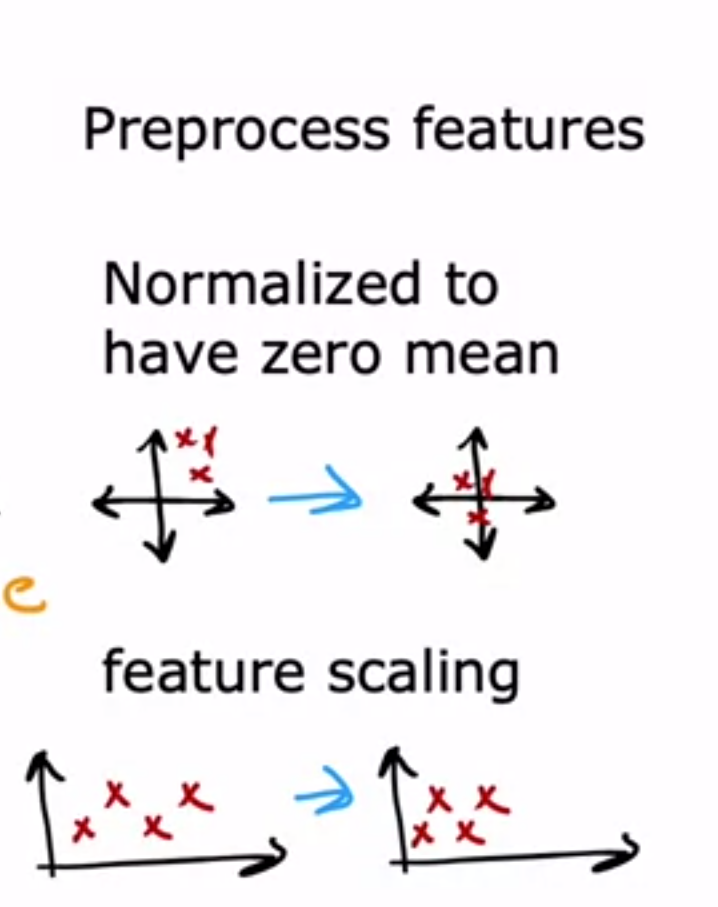 Preprocess features
Normalized to
have zero mean
e
feature scaling